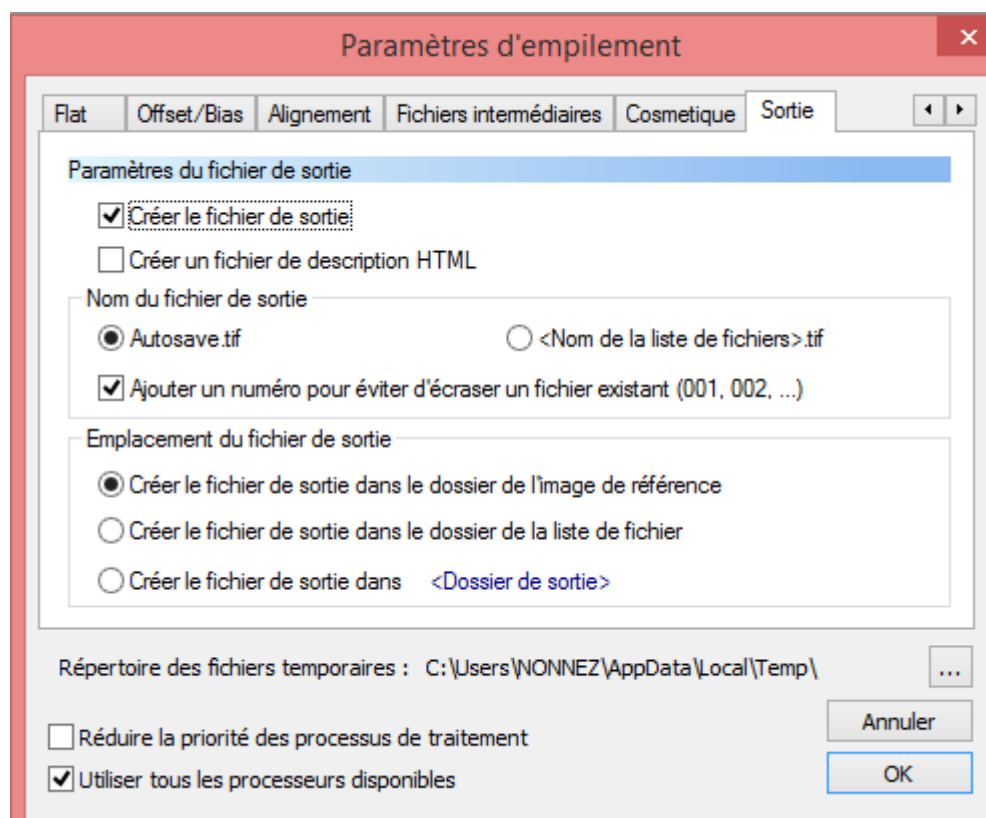 Paramètres d'empilement
Flat Offset/Bias Alignement Fichiers intermédiaires Cosmetique Sortie
Paramètres du fichier de sortie
Créer le fichier de sortie
Créer un fichier de description HTML
Nom du fichier de sortie
Autosave.tif <Nom de la liste de fichiers>.tif
Ajouter un numéro pour éviter d'écraser un fichier existant (001, 002, ...)
Emplacement du fichier de sortie
Créer le fichier de sortie dans le dossier de l'image de référence
Créer le fichier de sortie dans le dossier de la liste de fichier
Créer le fichier de sortie dans <Dossier de sortie>
Répertoire des fichiers temporaires : C:\Users\NONNEZ\AppData\Local\Temp\ ...
Annuler
Réduire la priorité des processus de traitement
OK
Utiliser tous les processeurs disponibles